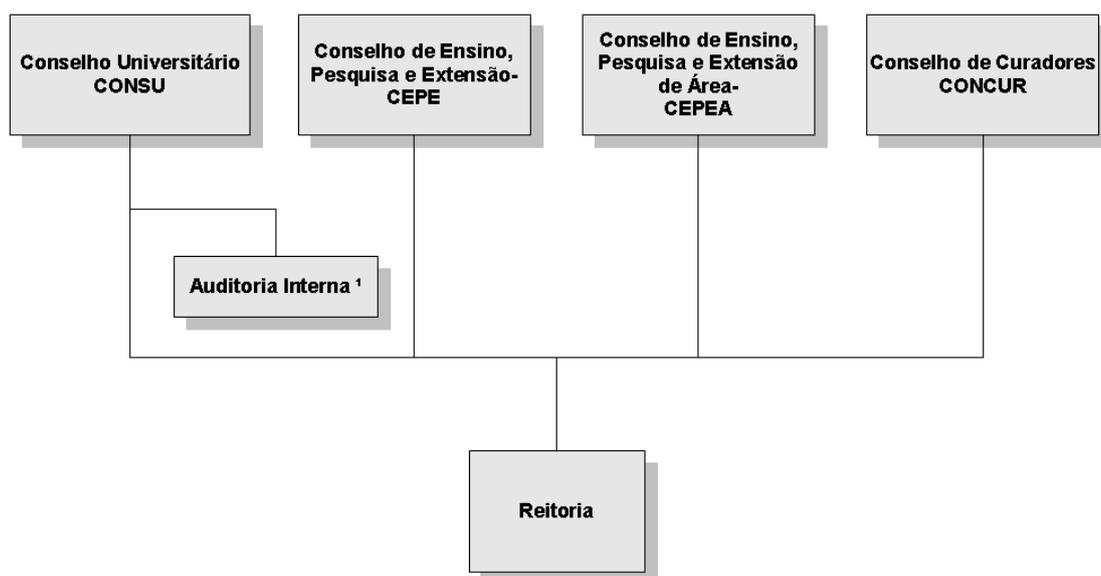 Conselho Universitário
CONSU
Conselho de Ensino,
Pesquisa e Extensão-
CEPE
Conselho de Ensino,
Pesquisa e Extensão
de Área-
CEPEA
Conselho de Curadores
CONCUR
Auditoria Interna ¹
Reitoria